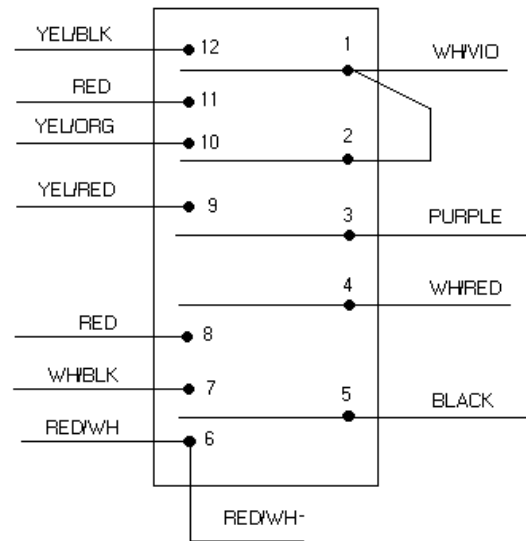 YEL/BLK
12
1
WH/VIO
RED
11
YEL/ORG
10
2
YEL/RED
9
3
PURPLE
4
WH/RED
RED
8
WH/BLK
7
5
BLACK
RED/WH
6
RED/WH-